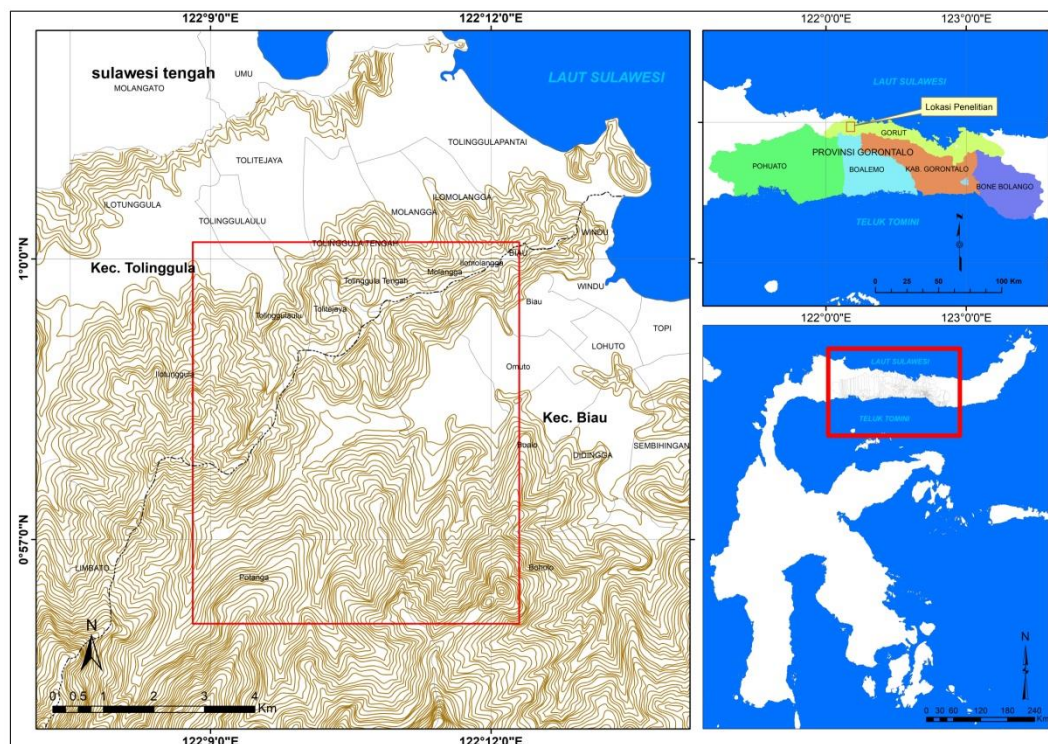 122°9'0"E
122°12'0"E
sulawesi tengah
UMU
MOLANGATO
LAUT SULAWESI
TOLINGGULAPANTAI
TOLITEJAYA
ILOTUNGGULA
ILOMOLANGGA
MOLANGGA
TOLINGGULAULU
WINDU
TOLINGGULA TENGAH
BIAU
1°0'0"N
Kec. Tolinggula
Ilomolangga
Molangga
Tolinggula Tengah
WINDU
Biau
Tolinggulaulu
Tolitejaya
TOPI
LOHUTO
Omuto
Ilotunggula
Kec. Biau
Bualo
SEMBIHINGAN
DIDINGGA
0°57'0"N
LIMBATO
Potanga
Boholo
N
0 0,5 1 2 3 4
Km
122°9'0"E
122°12'0"E
122°0'0"E
123°0'0"E
LAUT SULAWESI
Lokasi Penelitian
GORUT
PROVINSI GORONTALO
POHUATO
BOALEMO
KAB. GORONTALO
BONE BOLANGO
TELUK TOMINI
0 25 50 100 Km
122°0'0"E
123°0'0"E
LAUT SULAWESI
TELUK TOMINI
N
0 30 60 120 180 240
Km